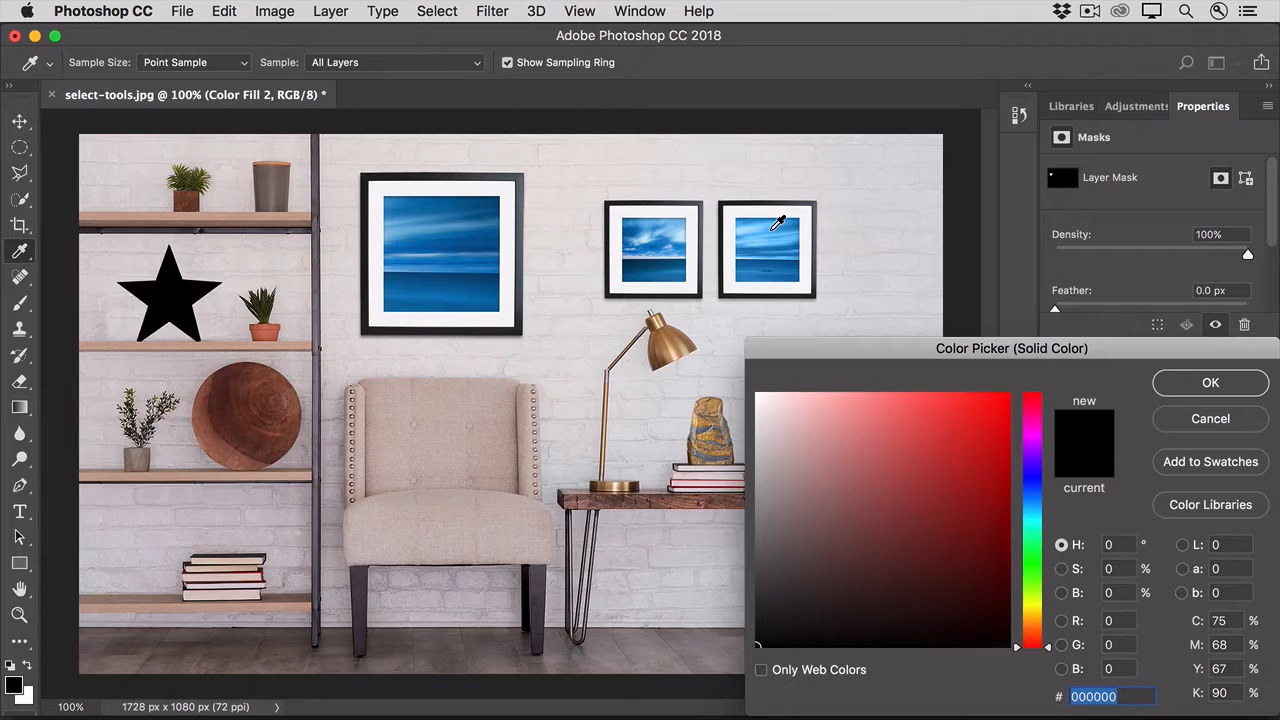 Photoshop CC File Edit Image Layer Type Select Filter 3D View Window Help
Adobe Photoshop CC 2018
Sample Size: Point Sample Sample: All Layers Show Sampling Ring
select-tools.jpg @ 100% (Color Fill 2, RGB/8) *
Libraries Adjustments Properties
Masks
Layer Mask
Density: 100%
Feather: 0.0 px
Color Picker (Solid Color)
OK
new
Cancel
Add to Swatches
current
Color Libraries
H: 0 ° L: 0
S: 0 % a: 0
B: 0 % b: 0
R: 0 C: 75 %
G: 0 M: 68 %
B: 0 Y: 67 %
Only Web Colors
# 000000 K: 90 %
100% 1728 px x 1080 px (72 ppi)